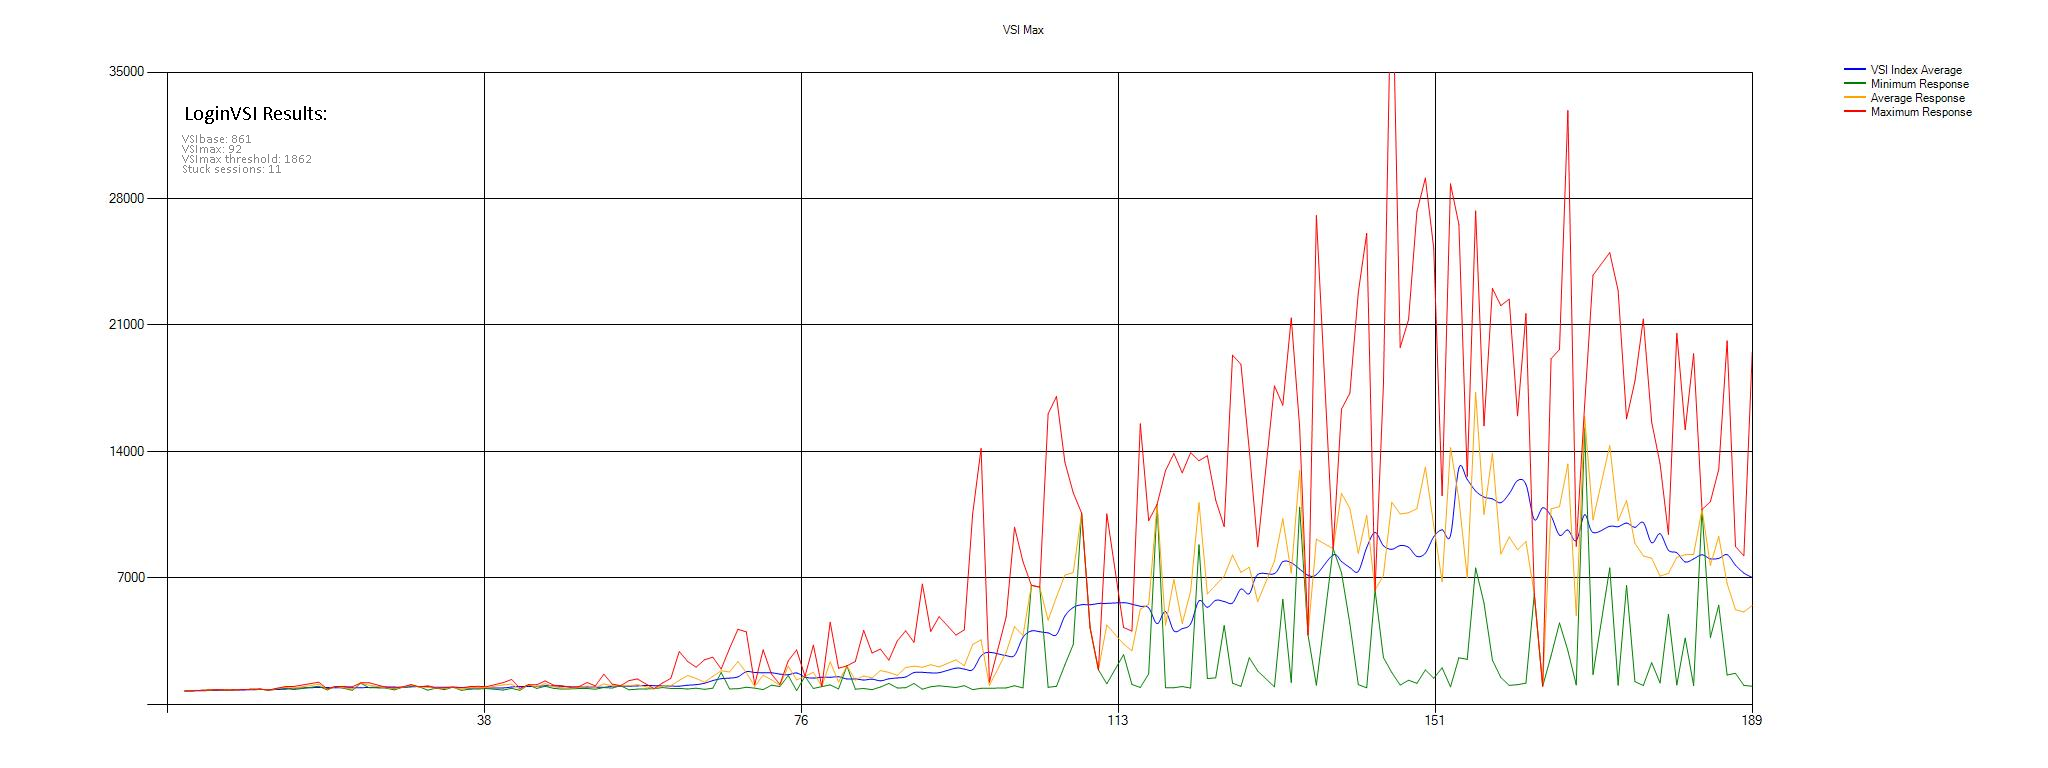 VSI Max
35000
28000
21000
14000
7000
LoginVSI Results:
VSIbase: 861
VSImax: 92
VSImax threshold: 1862
Stuck sessions: 11
VSI Index Average
Minimum Response
Average Response
Maximum Response
38
76
113
151
189